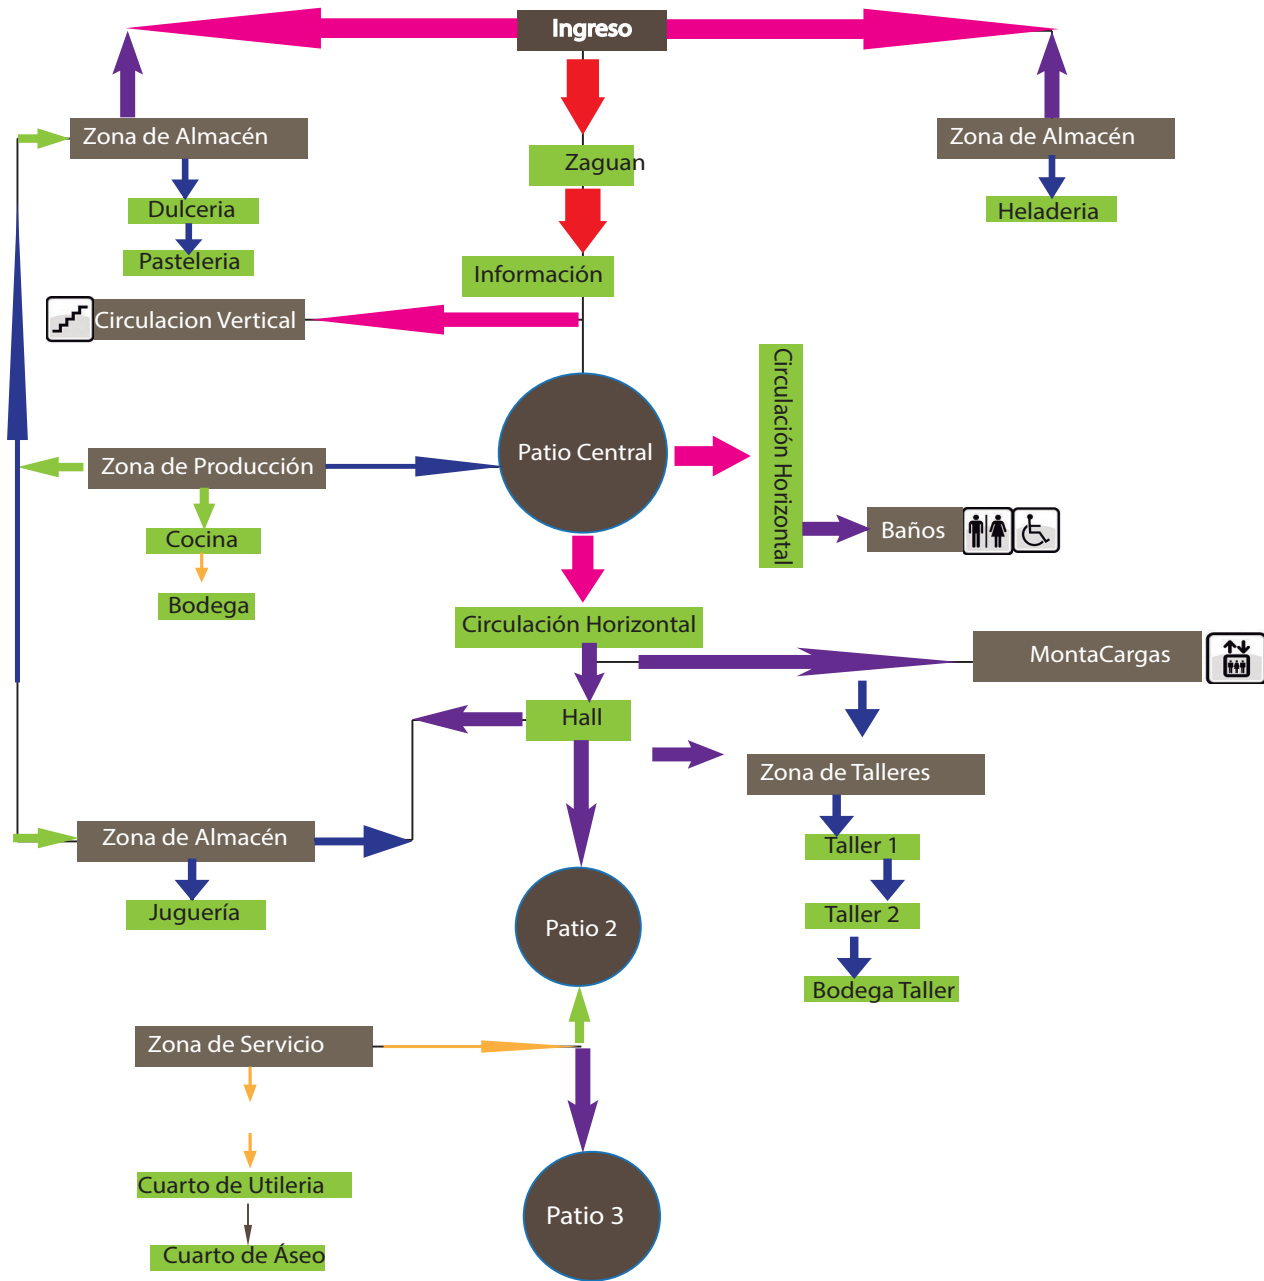 Ingreso
Zona de Almacén
Zona de Almacén
Zaguan
Dulceria
Heladeria
Pasteleria
Información
Circulacion Vertical
Circulación Horizontal
Patio Central
Zona de Producción
Baños
Cocina
Bodega
Circulación Horizontal
MontaCargas
Hall
Zona de Talleres
Zona de Almacén
Taller 1
Juguería
Taller 2
Patio 2
Bodega Taller
Zona de Servicio
Cuarto de Utileria
Patio 3
Cuarto de Áseo